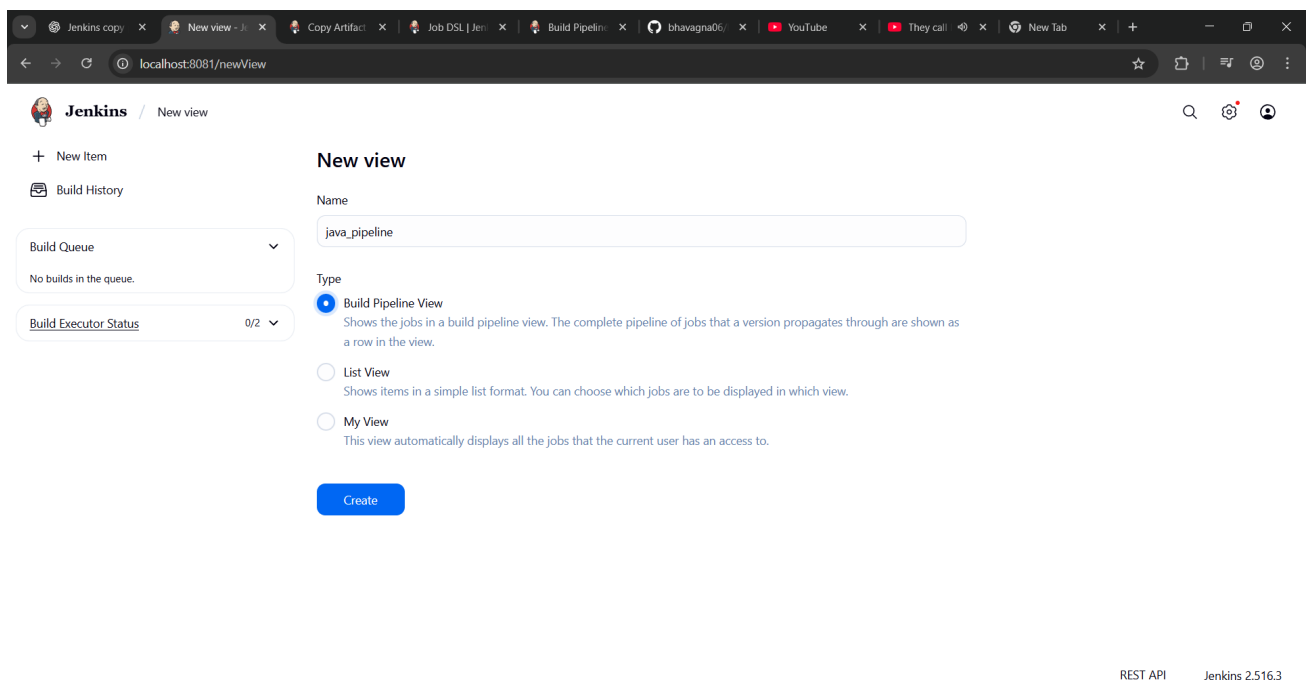 Jenkins copy
New view - Je
Copy Artifact
Job DSL | Jen
Build Pipeline
bhavagna06/
YouTube
They call
New Tab
localhost:8081/newView
Jenkins / New view
New Item
Build History
Build Queue
No builds in the queue.
Build Executor Status 0/2
New view
Name
java_pipeline
Type
Build Pipeline View
Shows the jobs in a build pipeline view. The complete pipeline of jobs that a version propagates through are shown as
a row in the view.
List View
Shows items in a simple list format. You can choose which jobs are to be displayed in which view.
My View
This view automatically displays all the jobs that the current user has an access to.
Create
REST API Jenkins 2.516.3